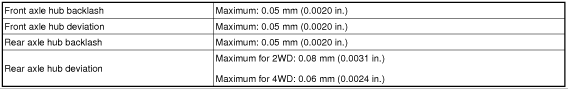 Front axle hub backlash Maximum: 0.05 mm (0.0020 in.)
Front axle hub deviation Maximum: 0.05 mm (0.0020 in.)
Rear axle hub backlash Maximum: 0.05 mm (0.0020 in.)
Rear axle hub deviation
Maximum for 2WD: 0.08 mm (0.0031 in.)
Maximum for 4WD: 0.06 mm (0.0024 in.)